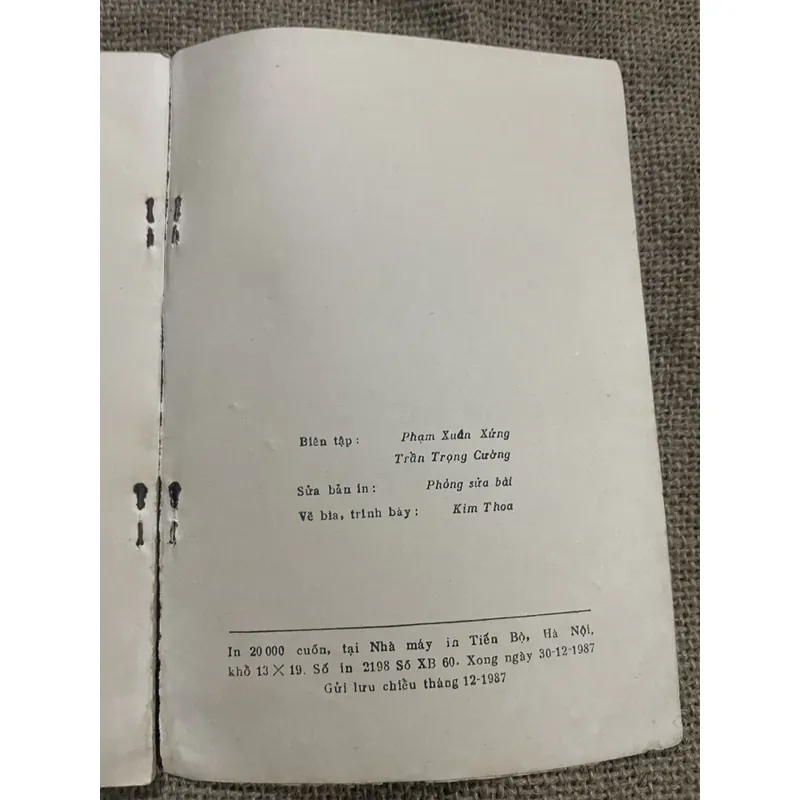 Biên tập: Phạm Xuân Xứng
Trần Trọng Cường
Sửa bản in: Phòng sửa bài
Vẽ bìa, trình bày: Kim Thoa
In 20 000 cuốn, tại Nhà máy in Tiến Bộ, Hà Nội,
khổ 13 × 19. Số in 2198 Số XB 60. Xong ngày 30-12-1987
Gửi lưu chiểu tháng 12-1987